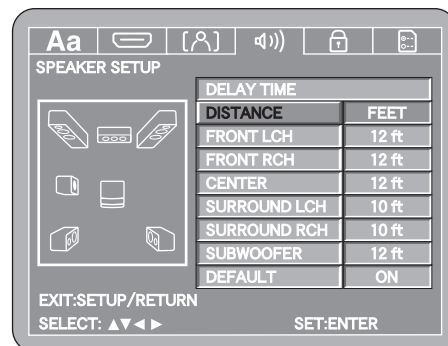 Aa
SPEAKER SETUP
DELAY TIME
DISTANCE FEET
FRONT LCH 12 ft
FRONT RCH 12 ft
CENTER 12 ft
SURROUND LCH 10 ft
SURROUND RCH 10 ft
SUBWOOFER 12 ft
DEFAULT ON
EXIT:SETUP/RETURN
SELECT: ▲▼◀ ▶ SET:ENTER